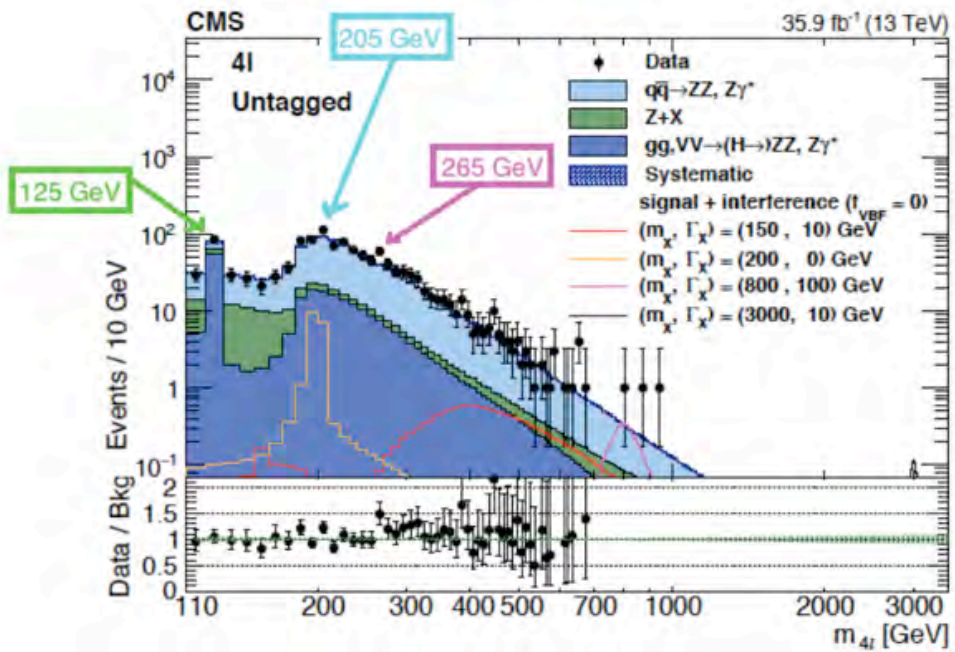 CMS
35.9 fb⁻¹ (13 TeV)
205 GeV
4l
Untagged
125 GeV
265 GeV
Data
qq̄→ZZ, Zγ*
Z+X
gg,VV→(H→)ZZ, Zγ*
Systematic
signal + interference (f_VBF = 0)
(m_X, Γ_X) = (150 , 10) GeV
(m_X, Γ_X) = (200 , 0) GeV
(m_X, Γ_X) = (800 , 100) GeV
(m_X, Γ_X) = (3000, 10) GeV
Events / 10 GeV
10⁴
10³
10²
10
1
10⁻¹
Data / Bkg
2
1.5
1
0.5
0
110 200 300 400 500 700 1000 2000 3000
m_4l [GeV]